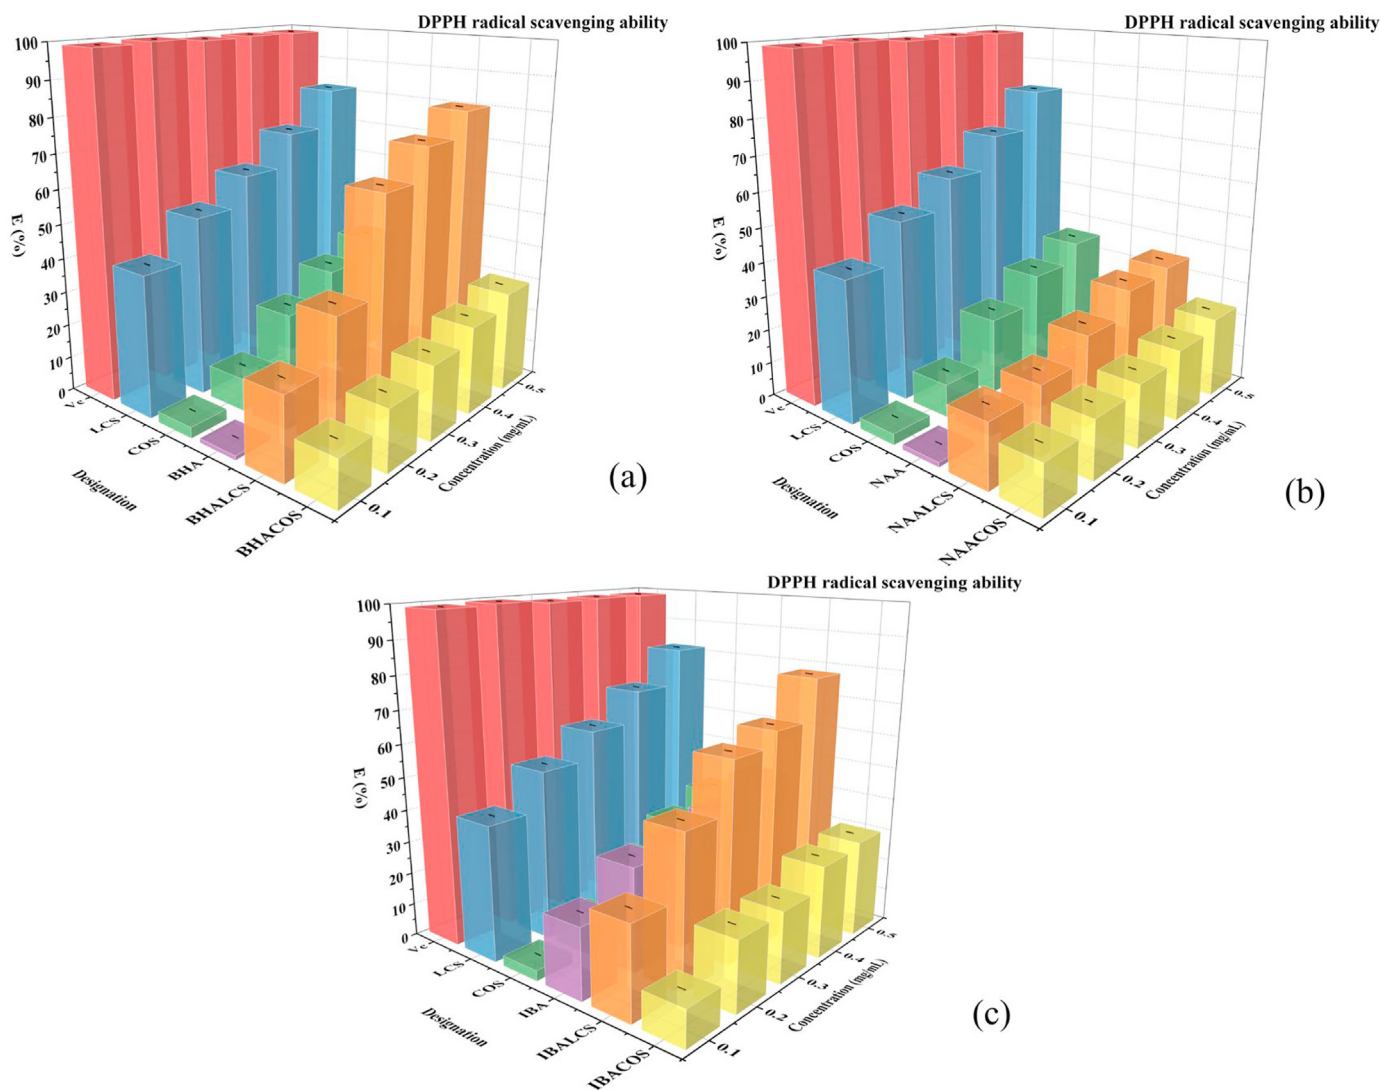 DPPH radical scavenging ability
100
90
80
70
60
50
40
30
20
10
0
E (%)
Vc
LCS
COS
BHA
BHALCS
BHACOS
Designation
0.1
0.2
0.3
0.4
0.5
Concentration (mg/mL)
(a)
DPPH radical scavenging ability
100
90
80
70
60
50
40
30
20
10
0
E (%)
Vc
LCS
COS
NAA
NAALCS
NAACOS
Designation
0.1
0.2
0.3
0.4
0.5
Concentration (mg/mL)
(b)
DPPH radical scavenging ability
100
90
80
70
60
50
40
30
20
10
0
E (%)
Vc
LCS
COS
IBA
IBALCS
IBACOS
Designation
0.1
0.2
0.3
0.4
0.5
Concentration (mg/mL)
(c)